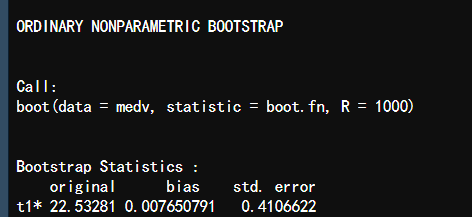 ORDINARY NONPARAMETRIC BOOTSTRAP
Call:
boot(data = medv, statistic = boot.fn, R = 1000)
Bootstrap Statistics :
original bias std. error
t1* 22.53281 0.007650791 0.4106622